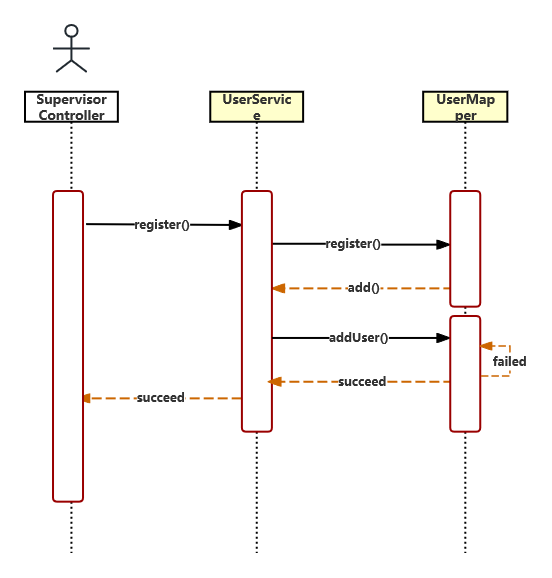 Supervisor
Controller
UserServic
e
UserMap
per
register()
register()
add()
addUser()
failed
succeed
succeed